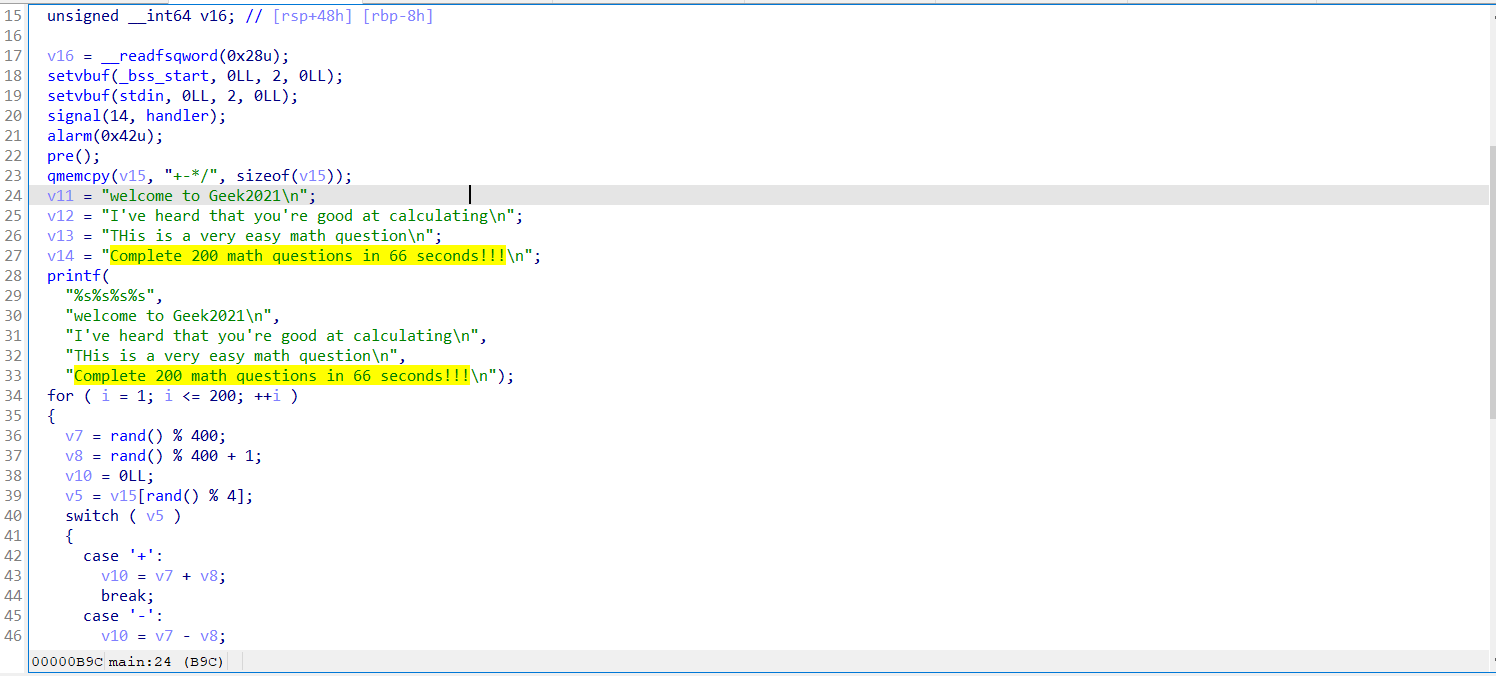 15 unsigned __int64 v16; // [rsp+48h] [rbp-8h]
16
17 v16 = __readfsqword(0x28u);
18 setvbuf(_bss_start, 0LL, 2, 0LL);
19 setvbuf(stdin, 0LL, 2, 0LL);
20 signal(14, handler);
21 alarm(0x42u);
22 pre();
23 qmemcpy(v15, "+-*/", sizeof(v15));
24 v11 = "welcome to Geek2021\n";
25 v12 = "I've heard that you're good at calculating\n";
26 v13 = "THis is a very easy math question\n";
27 v14 = "Complete 200 math questions in 66 seconds!!!\n";
28 printf(
29 "%s%s%s%s",
30 "welcome to Geek2021\n",
31 "I've heard that you're good at calculating\n",
32 "THis is a very easy math question\n",
33 "Complete 200 math questions in 66 seconds!!!\n");
34 for ( i = 1; i <= 200; ++i )
35 {
36 v7 = rand() % 400;
37 v8 = rand() % 400 + 1;
38 v10 = 0LL;
39 v5 = v15[rand() % 4];
40 switch ( v5 )
41 {
42 case '+':
43 v10 = v7 + v8;
44 break;
45 case '-':
46 v10 = v7 - v8;
00000B9C main:24 (B9C)